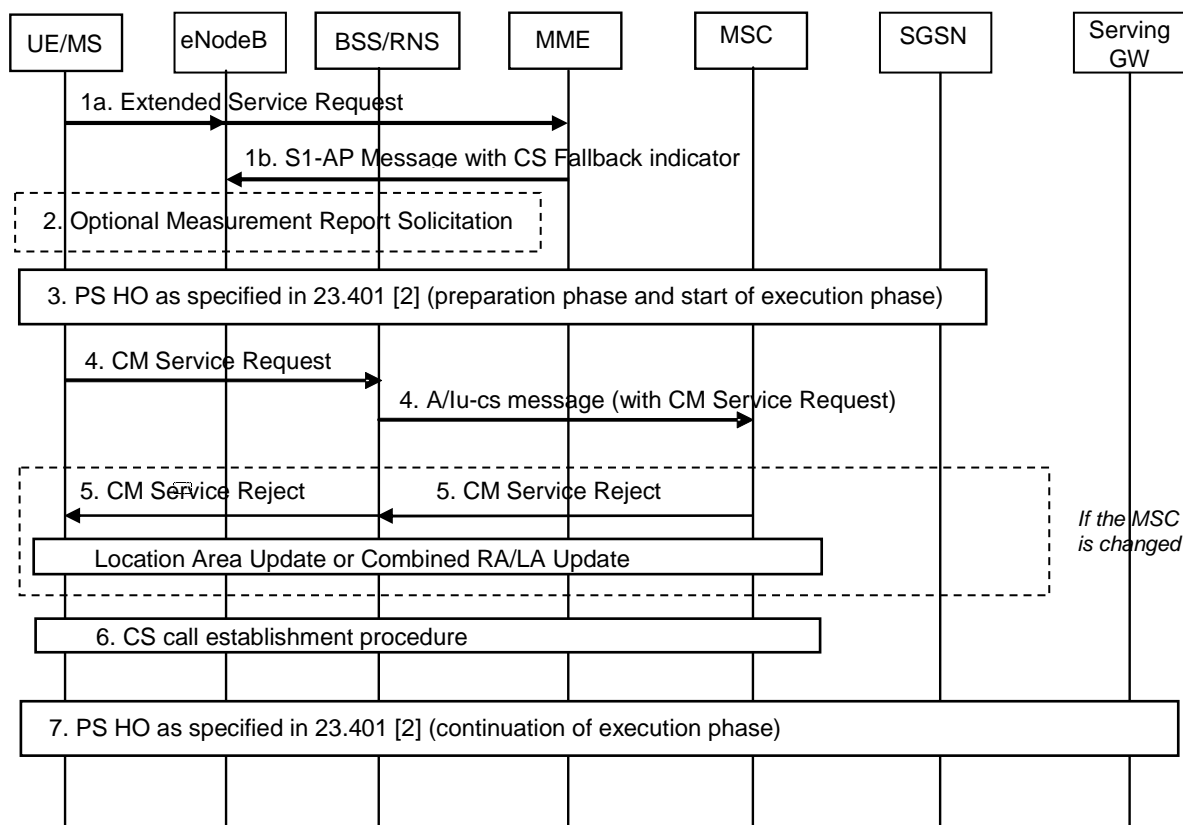 UE/MS
eNodeB
BSS/RNS
MME
MSC
SGSN
Serving
GW
1a. Extended Service Request
1b. S1-AP Message with CS Fallback indicator
2. Optional Measurement Report Solicitation
3. PS HO as specified in 23.401 [2] (preparation phase and start of execution phase)
4. CM Service Request
4. A/Iu-cs message (with CM Service Request)
5. CM Service Reject
5. CM Service Reject
If the MSC
is changed
Location Area Update or Combined RA/LA Update
6. CS call establishment procedure
7. PS HO as specified in 23.401 [2] (continuation of execution phase)